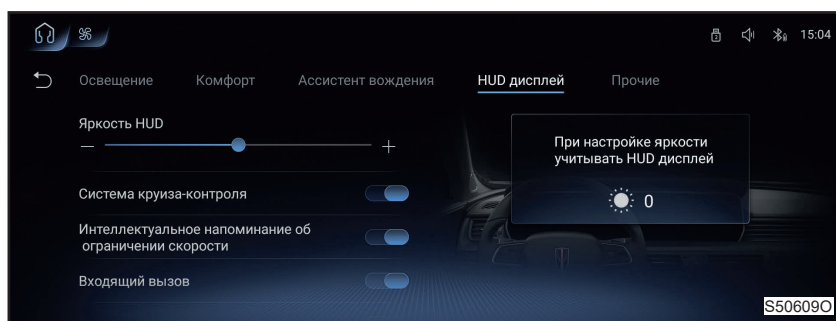 15:04
Освещение Комфорт Ассистент вождения HUD дисплей Прочие
Яркость HUD
— +
При настройке яркости
учитывать HUD дисплей
0
Система круиза-контроля
Интеллектуальное напоминание об
ограничении скорости
Входящий вызов
S50609O